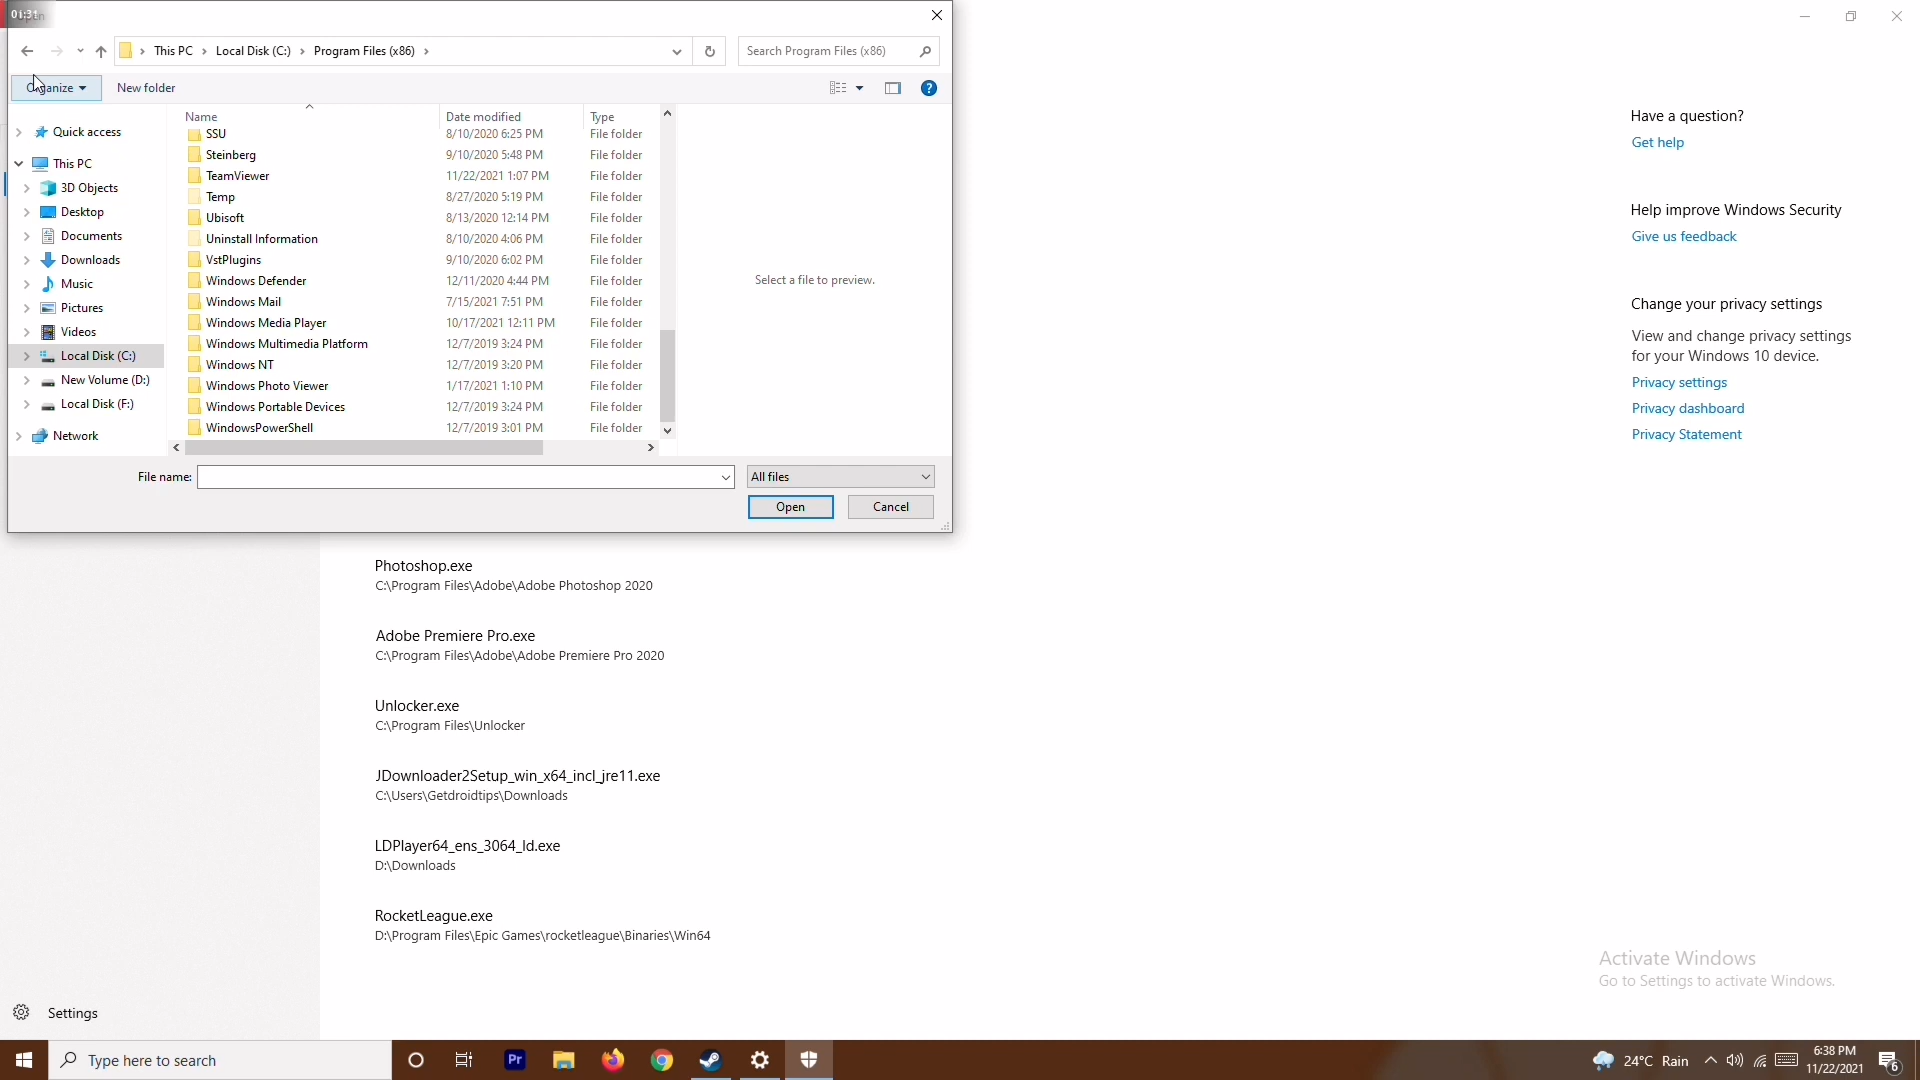 01:31
This PC
Local Disk (C:)
Program Files (x86)
Search Program Files (x86)
Organize
New folder
Name
Date modified
Type
Quick access
This PC
3D Objects
Desktop
Documents
Downloads
Music
Pictures
Videos
Local Disk (C:)
New Volume (D:)
Local Disk (F:)
Network
SSU 8/10/2020 6:25 PM File folder
Steinberg 9/10/2020 5:48 PM File folder
TeamViewer 11/22/2021 1:07 PM File folder
Temp 8/27/2020 5:19 PM File folder
Ubisoft 8/13/2020 12:14 PM File folder
Uninstall Information 8/10/2020 4:06 PM File folder
VstPlugins 9/10/2020 6:02 PM File folder
Windows Defender 12/11/2020 4:44 PM File folder
Windows Mail 7/15/2021 7:51 PM File folder
Windows Media Player 10/17/2021 12:11 PM File folder
Windows Multimedia Platform 12/7/2019 3:24 PM File folder
Windows NT 12/7/2019 3:20 PM File folder
Windows Photo Viewer 1/17/2021 1:10 PM File folder
Windows Portable Devices 12/7/2019 3:24 PM File folder
WindowsPowerShell 12/7/2019 3:01 PM File folder
Select a file to preview.
File name:
All files
Open
Cancel
Have a question?
Get help
Help improve Windows Security
Give us feedback
Change your privacy settings
View and change privacy settings
for your Windows 10 device.
Privacy settings
Privacy dashboard
Privacy Statement
Photoshop.exe
C:\Program Files\Adobe\Adobe Photoshop 2020
Adobe Premiere Pro.exe
C:\Program Files\Adobe\Adobe Premiere Pro 2020
Unlocker.exe
C:\Program Files\Unlocker
JDownloader2Setup_win_x64_incl_jre11.exe
C:\Users\Getdroidtips\Downloads
LDPlayer64_ens_3064_ld.exe
D:\Downloads
RocketLeague.exe
D:\Program Files\Epic Games\rocketleague\Binaries\Win64
Activate Windows
Go to Settings to activate Windows.
Settings
Type here to search
Pr
24°C Rain
6:38 PM
11/22/2021
6